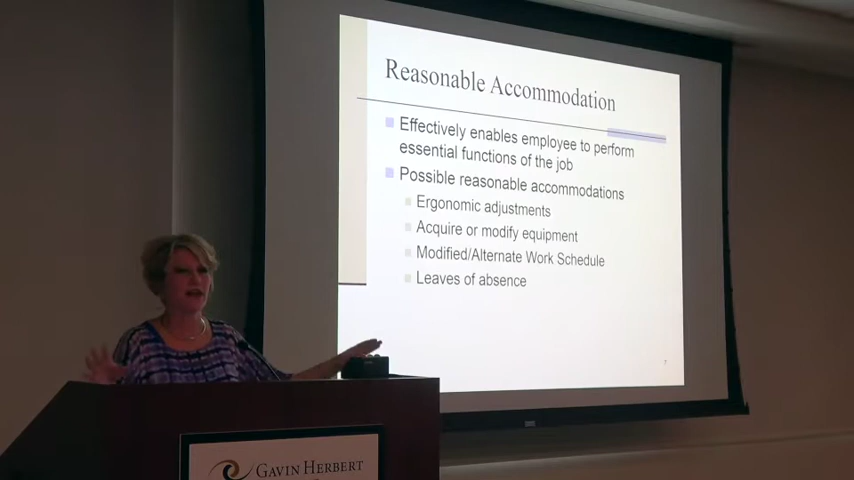 Reasonable Accommodation
Effectively enables employee to perform
essential functions of the job
Possible reasonable accommodations
Ergonomic adjustments
Acquire or modify equipment
Modified/Alternate Work Schedule
Leaves of absence
7
GAVIN HERBERT